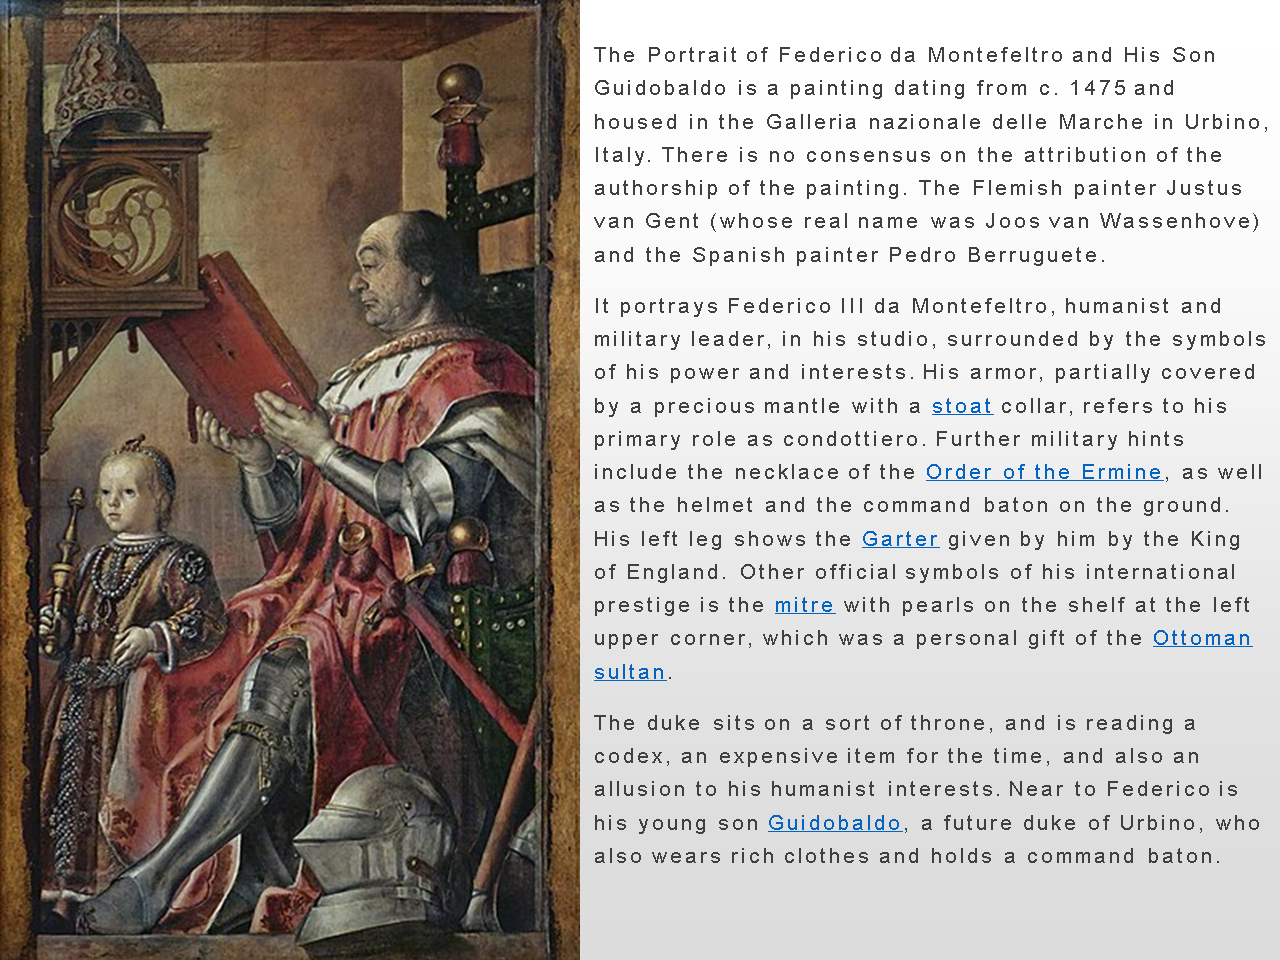 The Portrait of Federico da Montefeltro and His Son
Guidobaldo is a painting dating from c. 1475 and
housed in the Galleria nazionale delle Marche in Urbino,
Italy. There is no consensus on the attribution of the
authorship of the painting. The Flemish painter Justus
van Gent (whose real name was Joos van Wassenhove)
and the Spanish painter Pedro Berruguete.
It portrays Federico III da Montefeltro, humanist and
military leader, in his studio, surrounded by the symbols
of his power and interests. His armor, partially covered
by a precious mantle with a stoat collar, refers to his
primary role as condottiero. Further military hints
include the necklace of the Order of the Ermine, as well
as the helmet and the command baton on the ground.
His left leg shows the Garter given by him by the King
of England. Other official symbols of his international
prestige is the mitre with pearls on the shelf at the left
upper corner, which was a personal gift of the Ottoman
sultan.
The duke sits on a sort of throne, and is reading a
codex, an expensive item for the time, and also an
allusion to his humanist interests. Near to Federico is
his young son Guidobaldo, a future duke of Urbino, who
also wears rich clothes and holds a command baton.